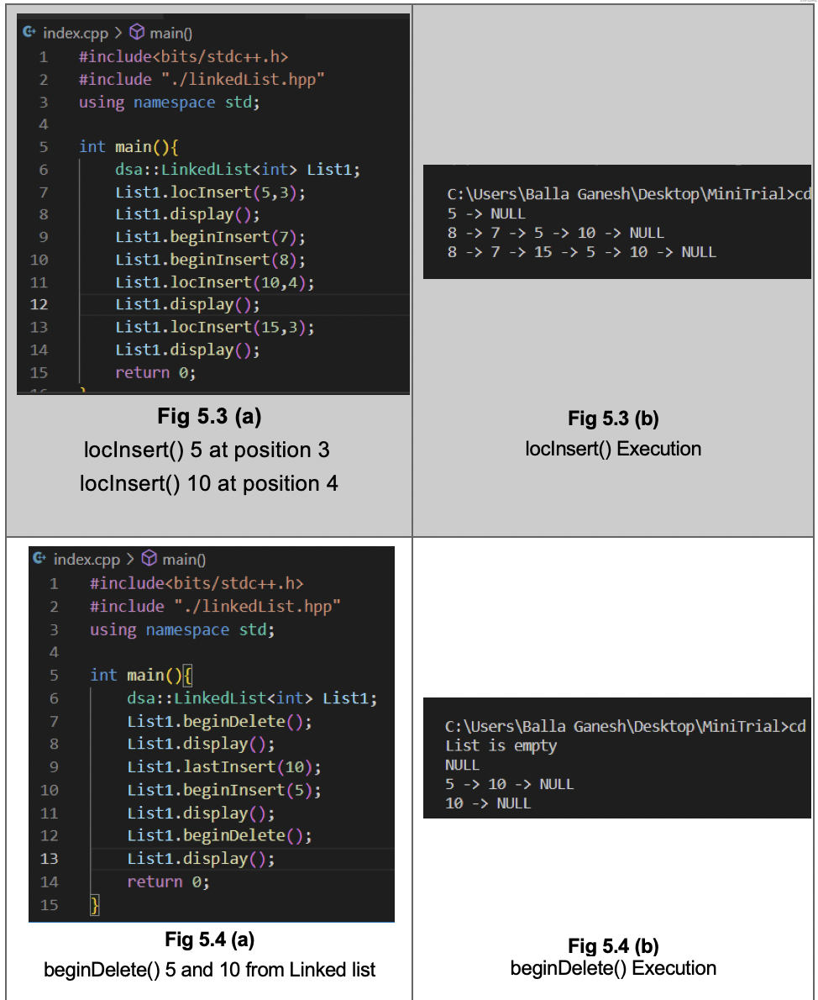 index.cpp > main()
1 #include<bits/stdc++.h>
2 #include "./linkedList.hpp"
3 using namespace std;
4
5 int main(){
6 dsa::LinkedList<int> List1;
7 List1.locInsert(5,3);
8 List1.display();
9 List1.beginInsert(7);
10 List1.beginInsert(8);
11 List1.locInsert(10,4);
12 List1.display();
13 List1.locInsert(15,3);
14 List1.display();
15 return 0;
16 }
Fig 5.3 (a)
locInsert() 5 at position 3
locInsert() 10 at position 4
C:\Users\Balla Ganesh\Desktop\MiniTrial>cd
5 -> NULL
8 -> 7 -> 5 -> 10 -> NULL
8 -> 7 -> 15 -> 5 -> 10 -> NULL
Fig 5.3 (b)
locInsert() Execution
index.cpp > main()
1 #include<bits/stdc++.h>
2 #include "./linkedList.hpp"
3 using namespace std;
4
5 int main(){
6 dsa::LinkedList<int> List1;
7 List1.beginDelete();
8 List1.display();
9 List1.lastInsert(10);
10 List1.beginInsert(5);
11 List1.display();
12 List1.beginDelete();
13 List1.display();
14 return 0;
15 }
Fig 5.4 (a)
beginDelete() 5 and 10 from Linked list
C:\Users\Balla Ganesh\Desktop\MiniTrial>cd
List is empty
NULL
5 -> 10 -> NULL
10 -> NULL
Fig 5.4 (b)
beginDelete() Execution